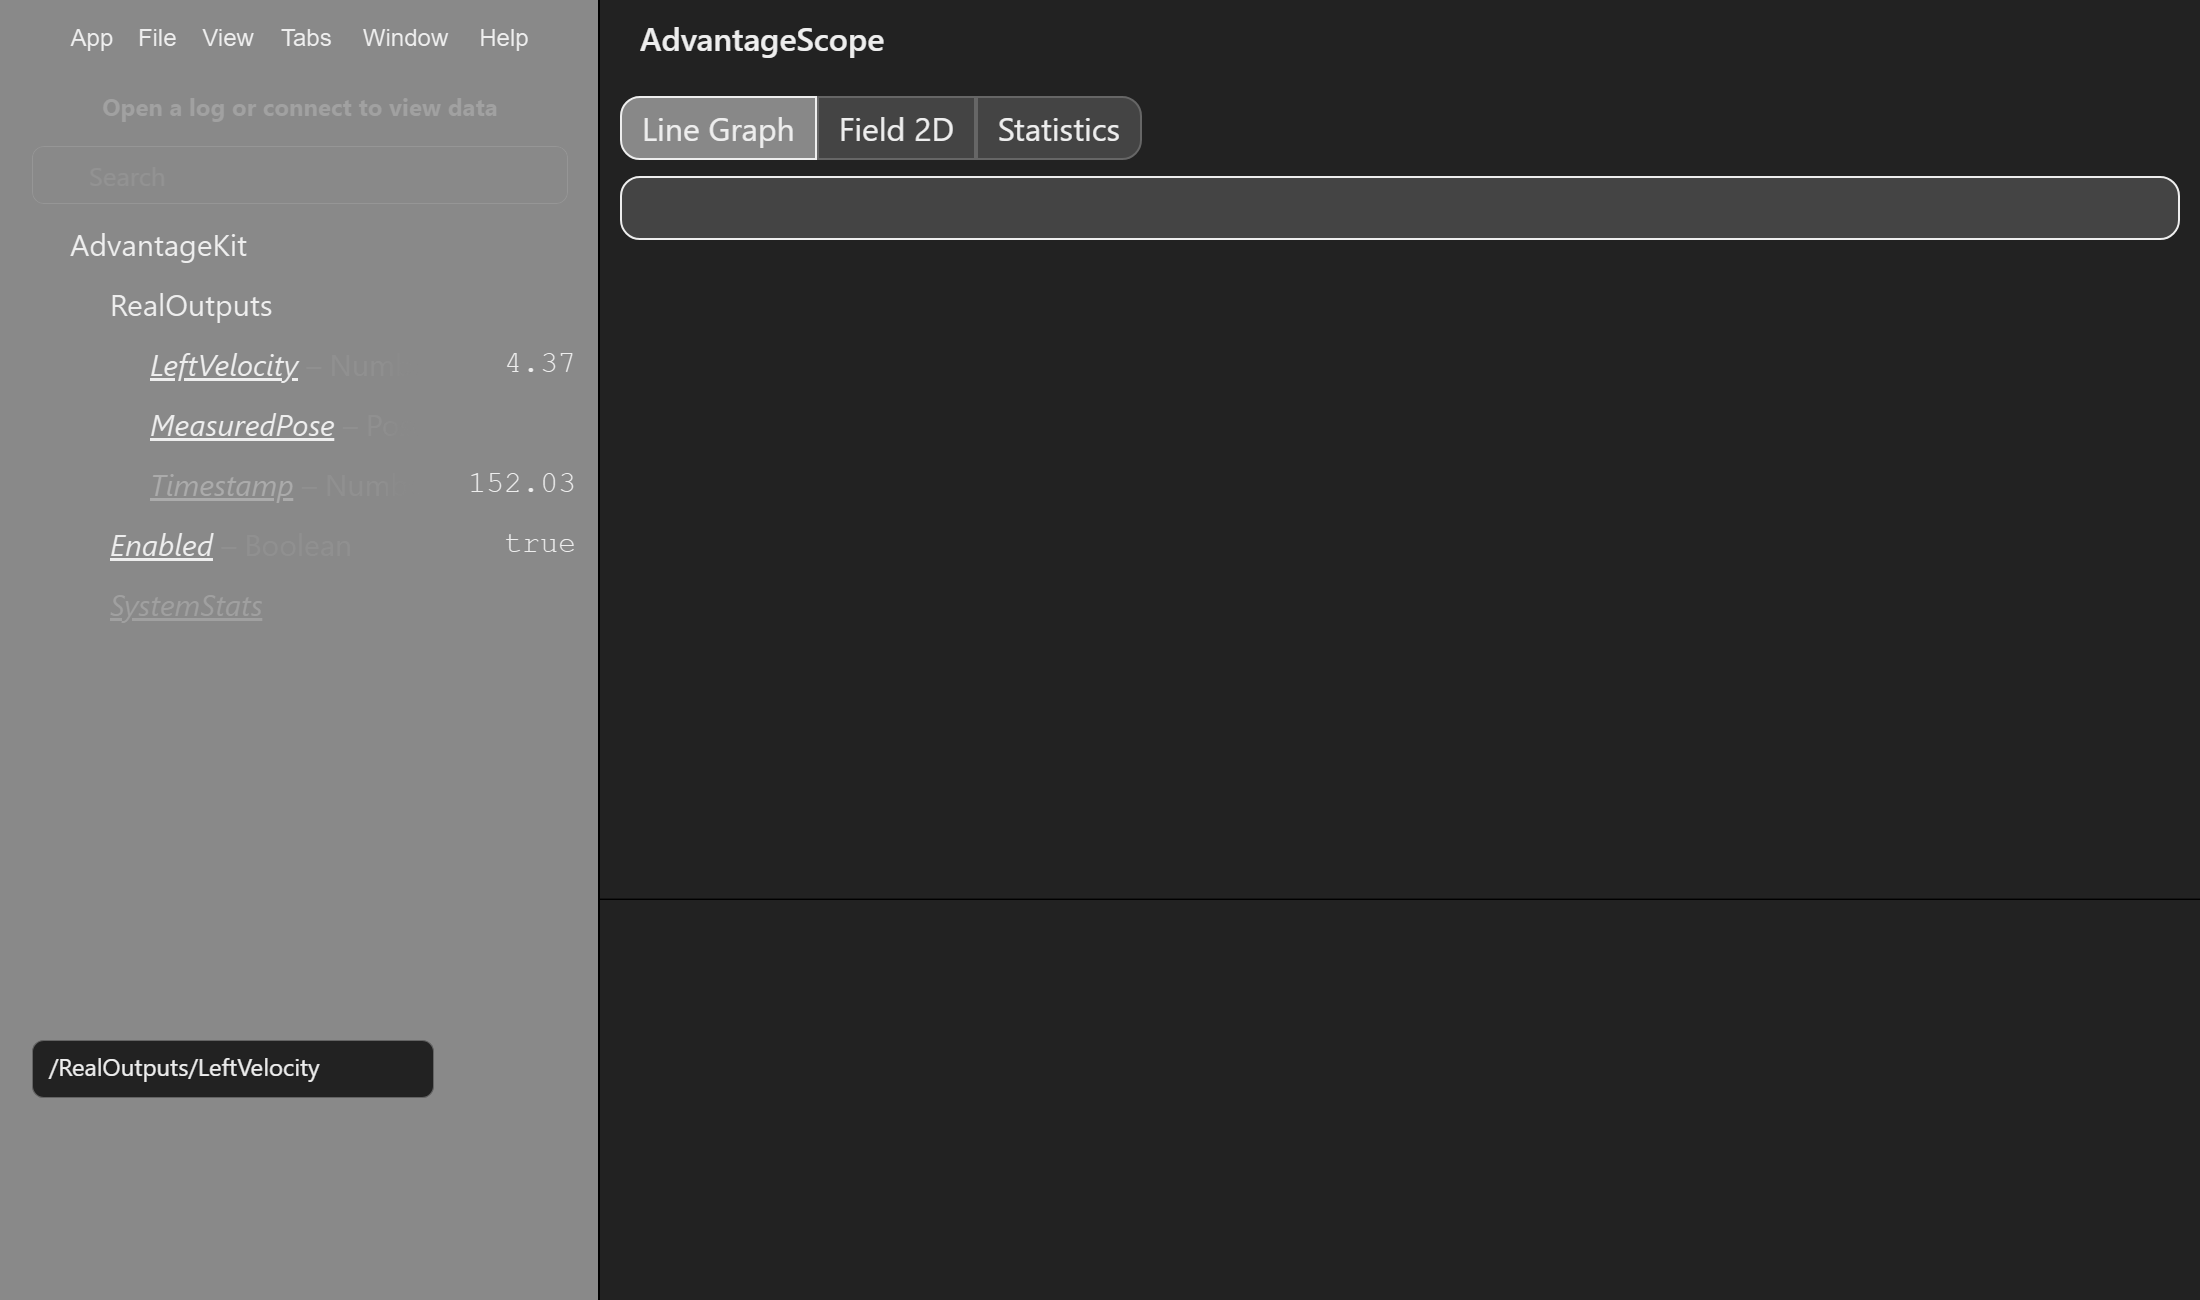 App File View Tabs Window Help
Open a log or connect to view data
Search
AdvantageKit
RealOutputs
LeftVelocity – 4.37
MeasuredPose –
Timestamp – 152.03
Enabled – Boolean true
SystemStats
/RealOutputs/LeftVelocity
AdvantageScope
Line Graph Field 2D Statistics